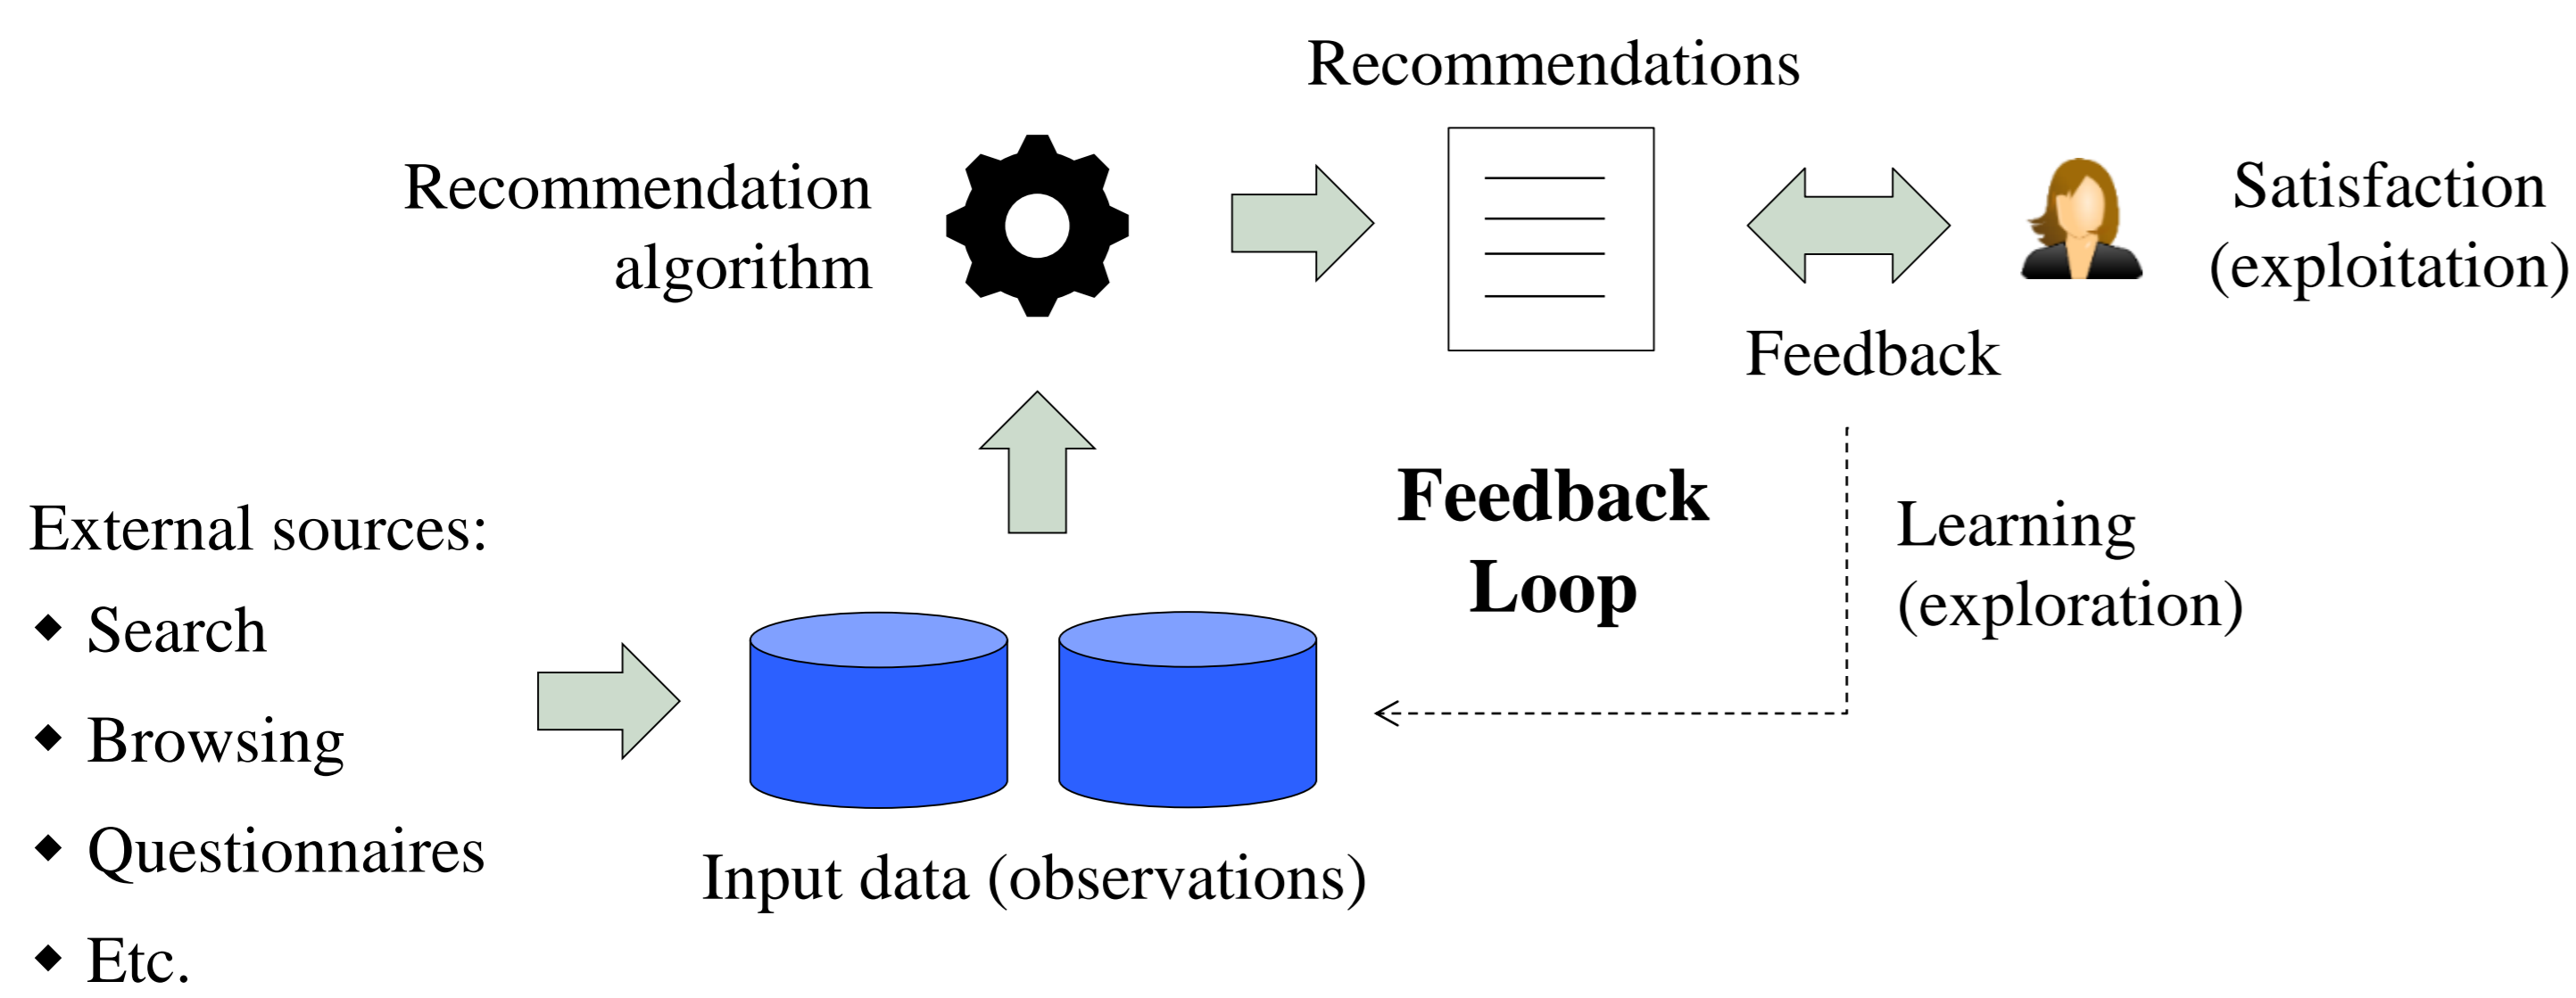 Recommendations
Recommendation
algorithm
Satisfaction
(exploitation)
Feedback
Feedback
Loop
Learning
(exploration)
External sources:
◆ Search
◆ Browsing
◆ Questionnaires
◆ Etc.
Input data (observations)